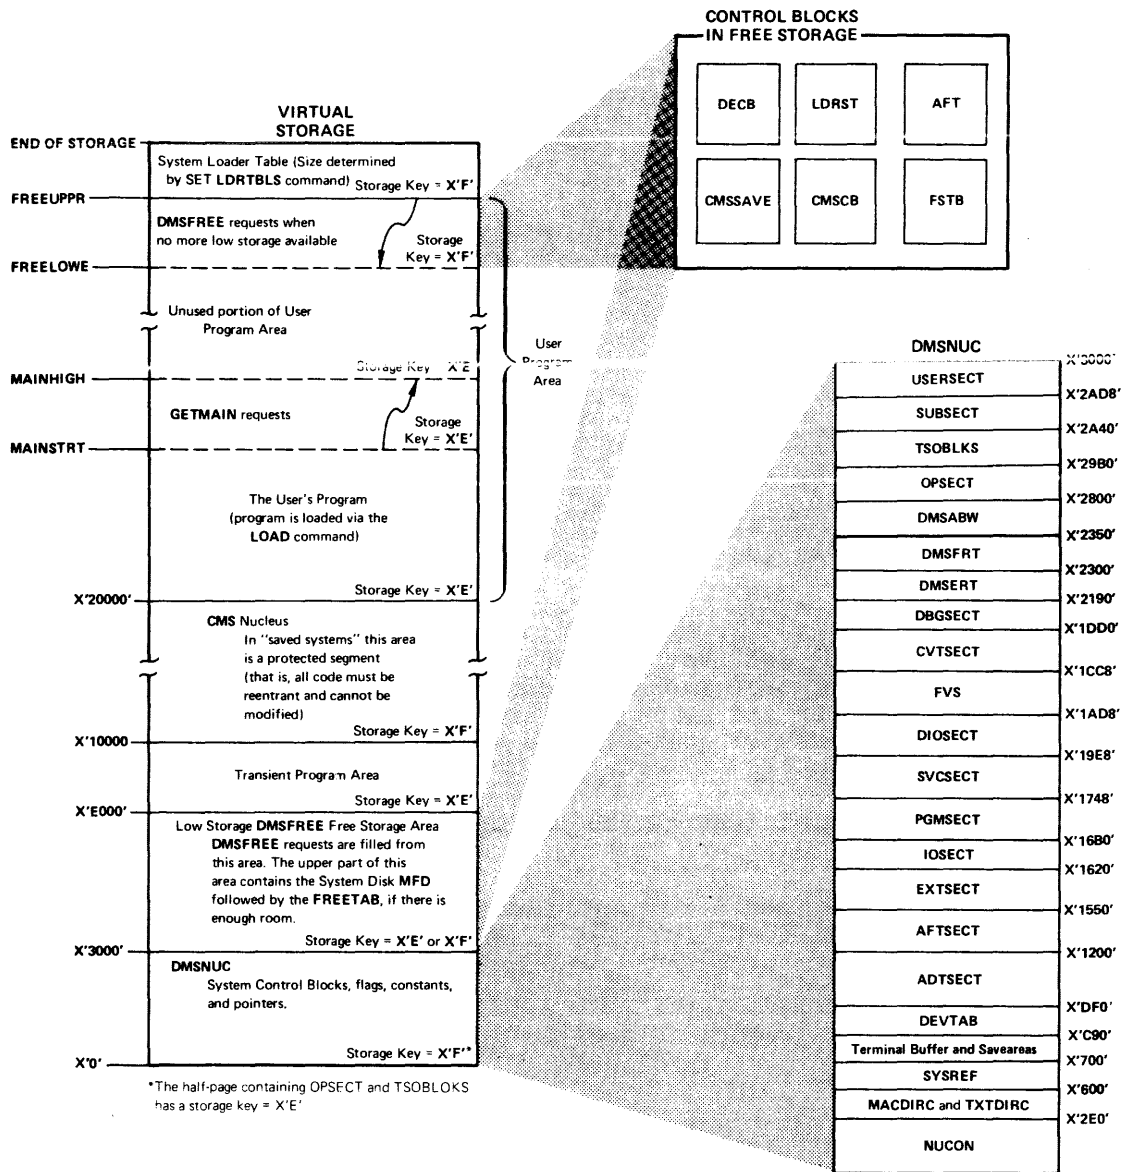 CONTROL BLOCKS
IN FREE STORAGE
DECB
LDRST
AFT
CMSSAVE
CMSCB
FSTB
VIRTUAL
STORAGE
END OF STORAGE
System Loader Table (Size determined
by SET LDRTBLS command)
Storage Key = X'F'
FREEUPPR
DMSFREE requests when
no more low storage available
Storage
Key = X'F'
FREELOWE
Unused portion of User
Program Area
Storage Key X'E
MAINHIGH
GETMAIN requests
Storage
Key = X'E'
MAINSTRT
User
Program
Area
The User's Program
(program is loaded via the
LOAD command)
Storage Key = X'E'
X'20000'
CMS Nucleus
In "saved systems" this area
is a protected segment
(that is, all code must be
reentrant and cannot be
modified)
Storage Key = X'F'
X'10000
Transient Program Area
Storage Key = X'E'
X'E000'
Low Storage DMSFREE Free Storage Area
DMSFREE requests are filled from
this area. The upper part of this
area contains the System Disk MFD
followed by the FREETAB, if there is
enough room.
Storage Key = X'E' or X'F'
X'3000'
DMSNUC
System Control Blocks, flags, constants,
and pointers.
Storage Key = X'F'*
X'0'
*The half-page containing OPSECT and TSOBLOKS
has a storage key = X'E'
DMSNUC
X'3000'
USERSECT
X'2AD8'
SUBSECT
X'2A40'
TSOBLKS
X'29B0'
OPSECT
X'2800'
DMSABW
X'2350'
DMSFRT
X'2300'
DMSERT
X'2190'
DBGSECT
X'1DD0'
CVTSECT
X'1CC8'
FVS
X'1AD8'
DIOSECT
X'19E8'
SVCSECT
X'1748'
PGMSECT
X'16B0'
IOSECT
X'1620'
EXTSECT
X'1550'
AFTSECT
X'1200'
ADTSECT
X'DF0'
DEVTAB
X'C90'
Terminal Buffer and Saveareas
X'700'
SYSREF
X'600'
MACDIRC and TXTDIRC
X'2E0'
NUCON